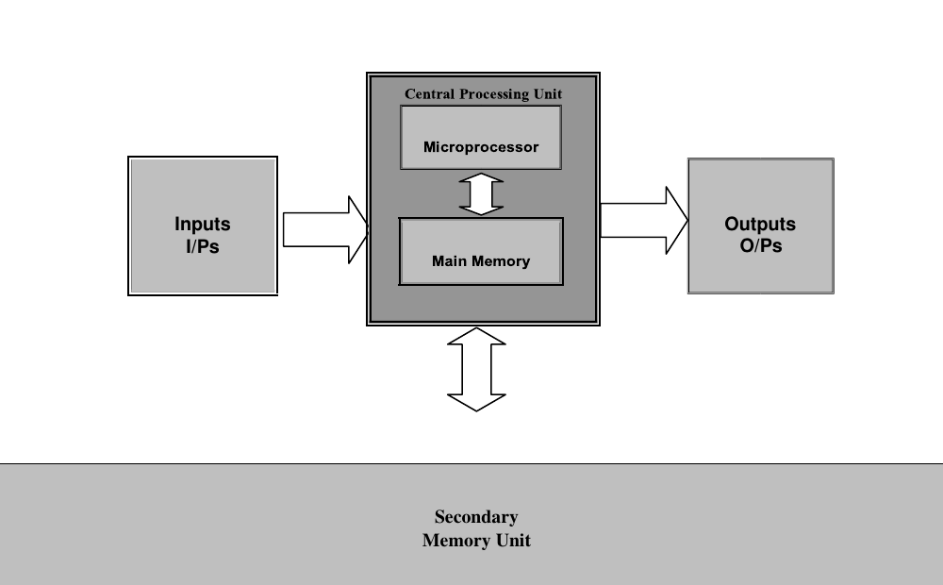 Central Processing Unit
Microprocessor
Inputs
I/Ps
Main Memory
Outputs
O/Ps
Secondary
Memory Unit